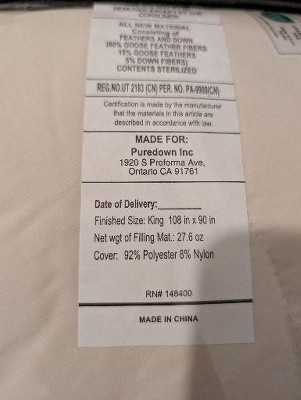 CONSUMER
ALL NEW MATERIAL
Consisting of
FEATHERS AND DOWN
(80% GOOSE FEATHER FIBERS
15% GOOSE FEATHERS
5% DOWN FIBERS)
CONTENTS STERILIZED
REG.NO.UT 2183 (CN) PER. NO. PA-9988(CN)
Certification is made by the manufacturer
that the materials in this article are
described in accordance with law.
MADE FOR:
Puredown Inc
1920 S Proforma Ave,
Ontario CA 91761
Date of Delivery:________
Finished Size: King 108 in x 90 in
Net wgt of Filling Mat.: 27.6 oz
Cover: 92% Polyester 8% Nylon
RN# 148400
MADE IN CHINA